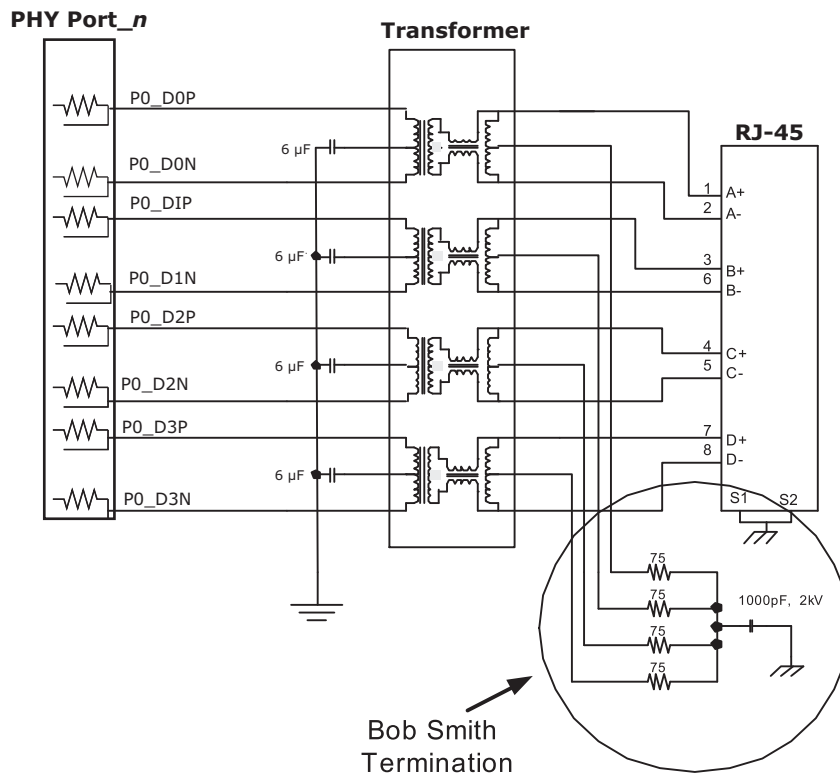 PHY Port_n
Transformer
RJ-45
P0_D0P
6 µF
P0_D0N
P0_DIP
6 µF
P0_D1N
P0_D2P
6 µF
P0_D2N
P0_D3P
6 µF
P0_D3N
1 A+
2 A-
3 B+
6 B-
4 C+
5 C-
7 D+
8 D-
S1 S2
75
75
75
75
1000pF, 2kV
Bob Smith
Termination